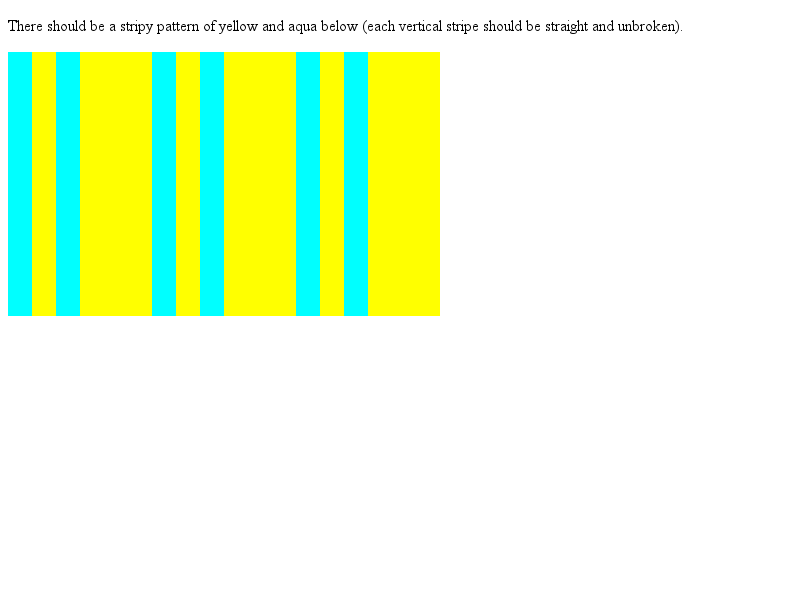 There should be a stripy pattern of yellow and aqua below (each vertical stripe should be straight and unbroken).